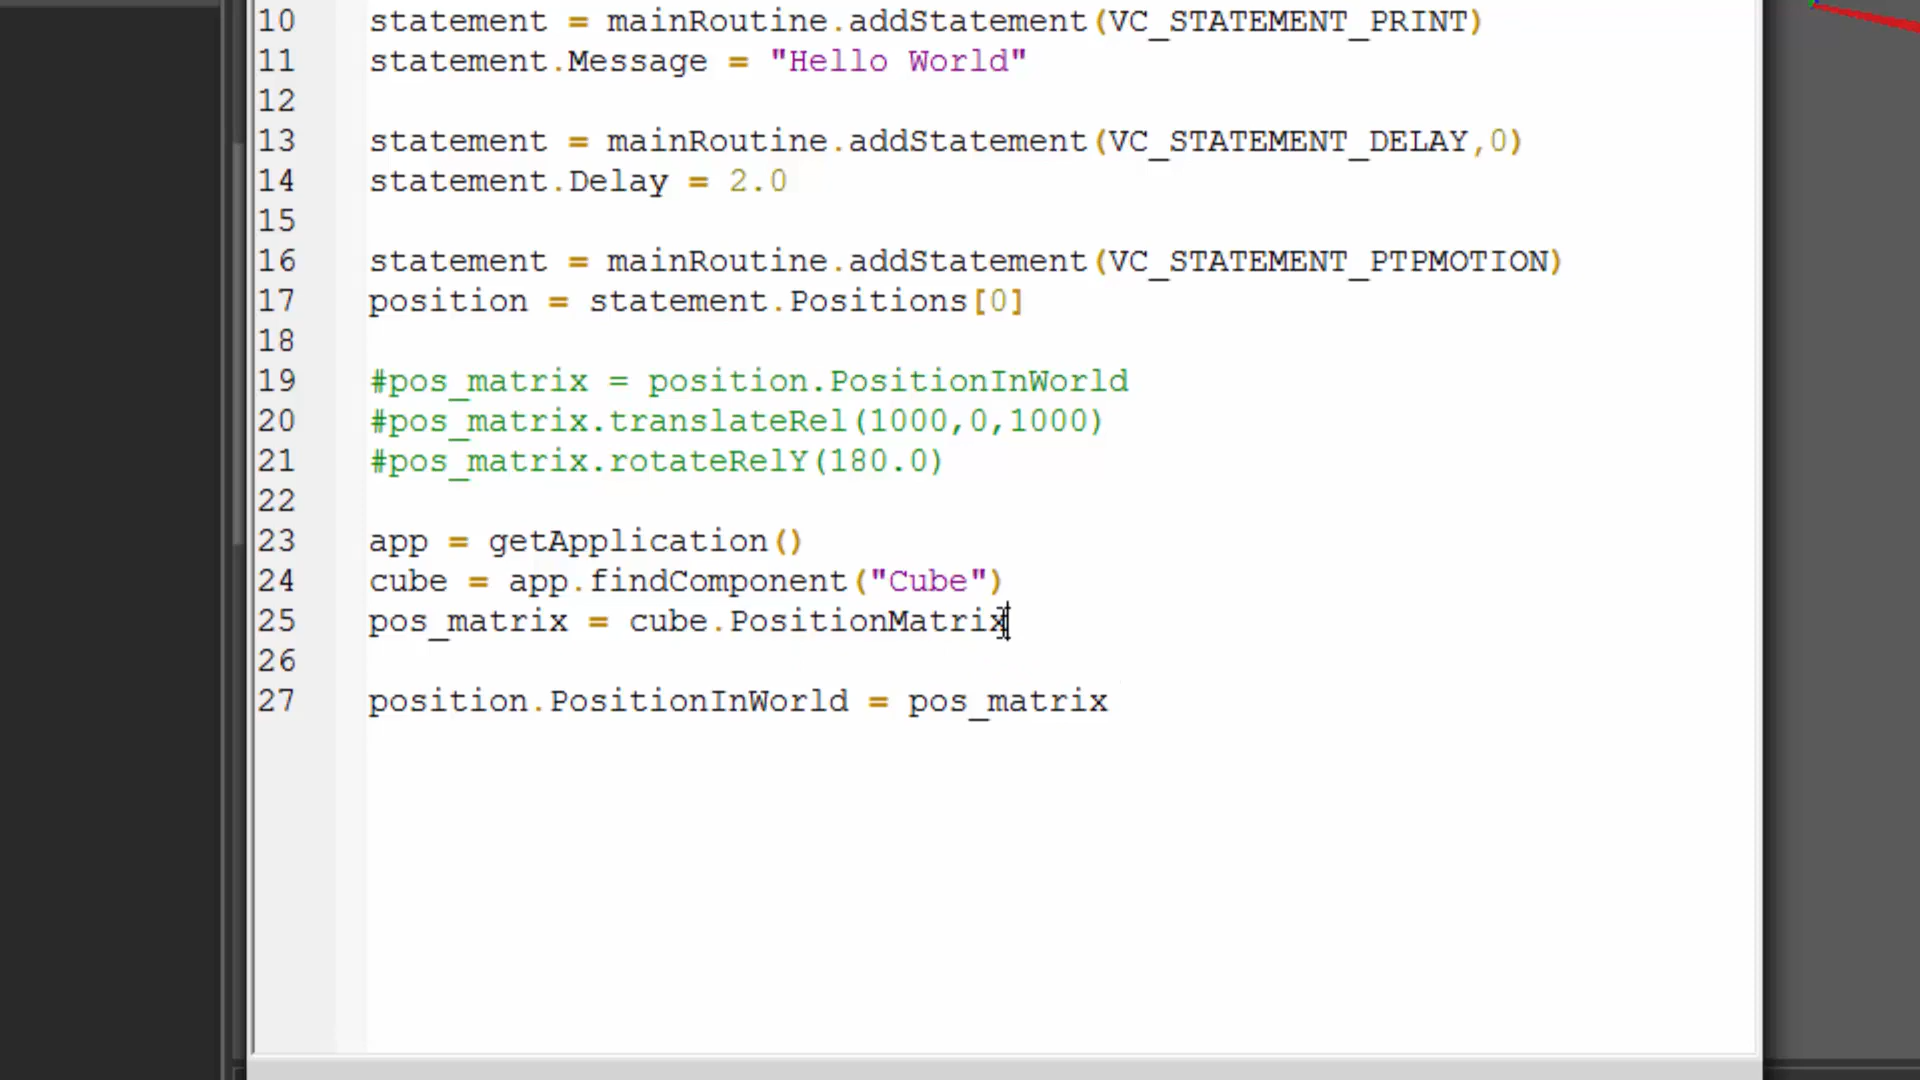 10 statement = mainRoutine.addStatement(VC_STATEMENT_PRINT)
11 statement.Message = "Hello World"
12
13 statement = mainRoutine.addStatement(VC_STATEMENT_DELAY,0)
14 statement.Delay = 2.0
15
16 statement = mainRoutine.addStatement(VC_STATEMENT_PTPMOTION)
17 position = statement.Positions[0]
18
19 #pos_matrix = position.PositionInWorld
20 #pos_matrix.translateRel(1000,0,1000)
21 #pos_matrix.rotateRelY(180.0)
22
23 app = getApplication()
24 cube = app.findComponent("Cube")
25 pos_matrix = cube.PositionMatrix
26
27 position.PositionInWorld = pos_matrix